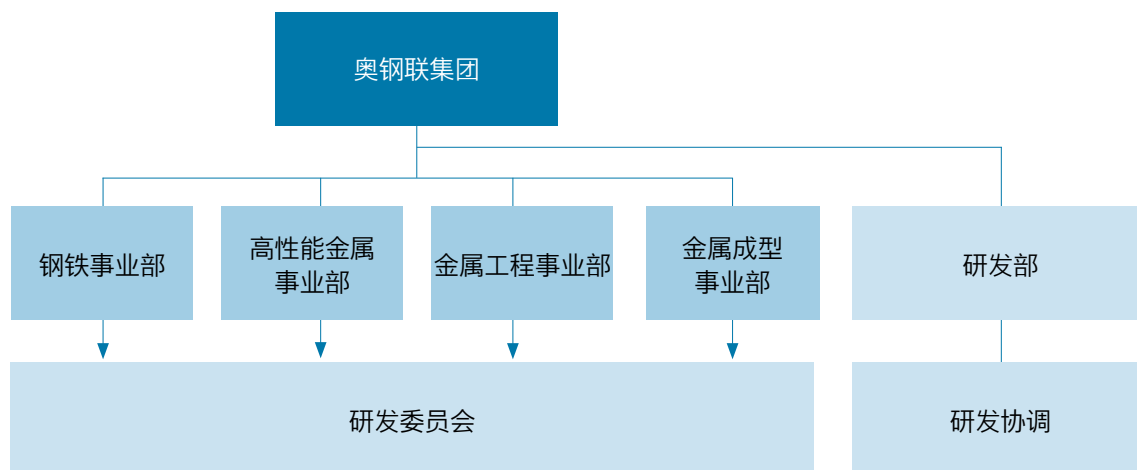 奥钢联集团
钢铁事业部
高性能金属
事业部
金属工程事业部
金属成型
事业部
研发部
研发委员会
研发协调